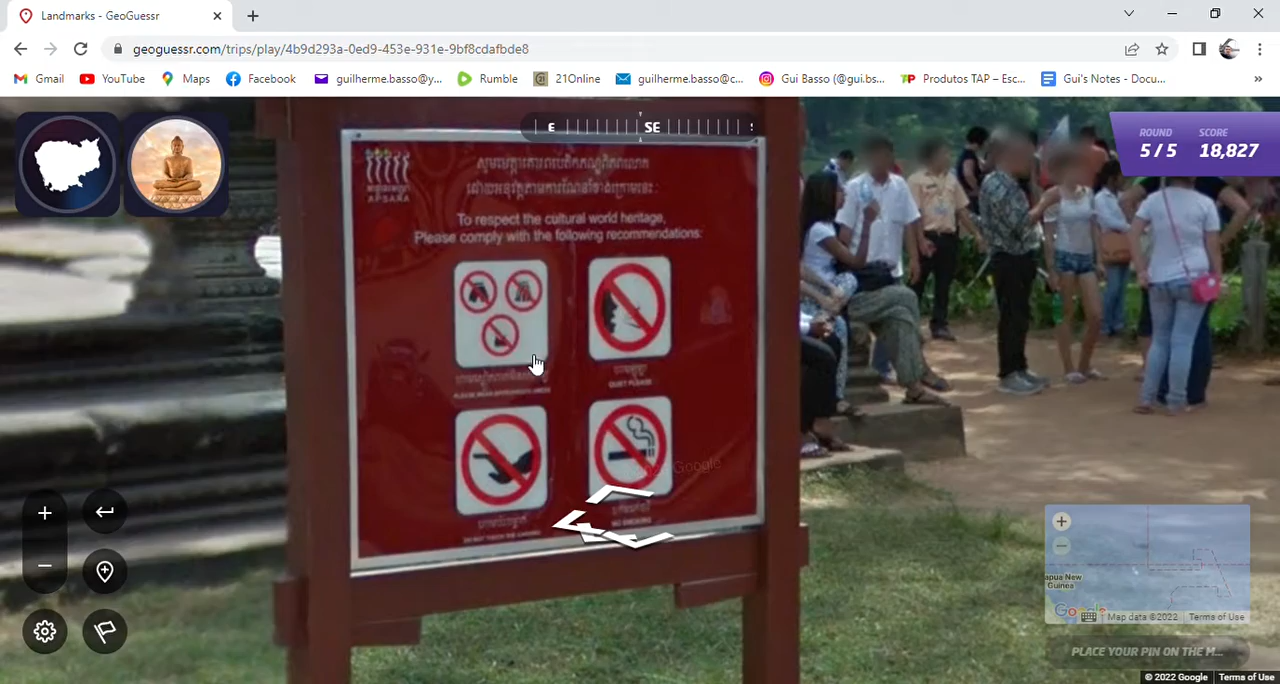 Landmarks - GeoGuessr
geoguessr.com/trips/play/4b9d293a-0ed9-453e-931e-9bf8cdafbde8
Gmail
YouTube
Maps
Facebook
guilherme.basso@y...
Rumble
21Online
guilherme.basso@c...
Gui Basso (@gui.bs...
Produtos TAP – Esc...
Gui's Notes - Docu...
E
SE
ROUND
5 / 5
SCORE
18,827
APSARA
To respect the cultural world heritage,
Please comply with the following recommendations:
QUIET PLEASE
NO SMOKING
Google
apua New
Guinea
Google
Map data ©2022
Terms of Use
PLACE YOUR PIN ON THE M...
© 2022 Google
Terms of Use